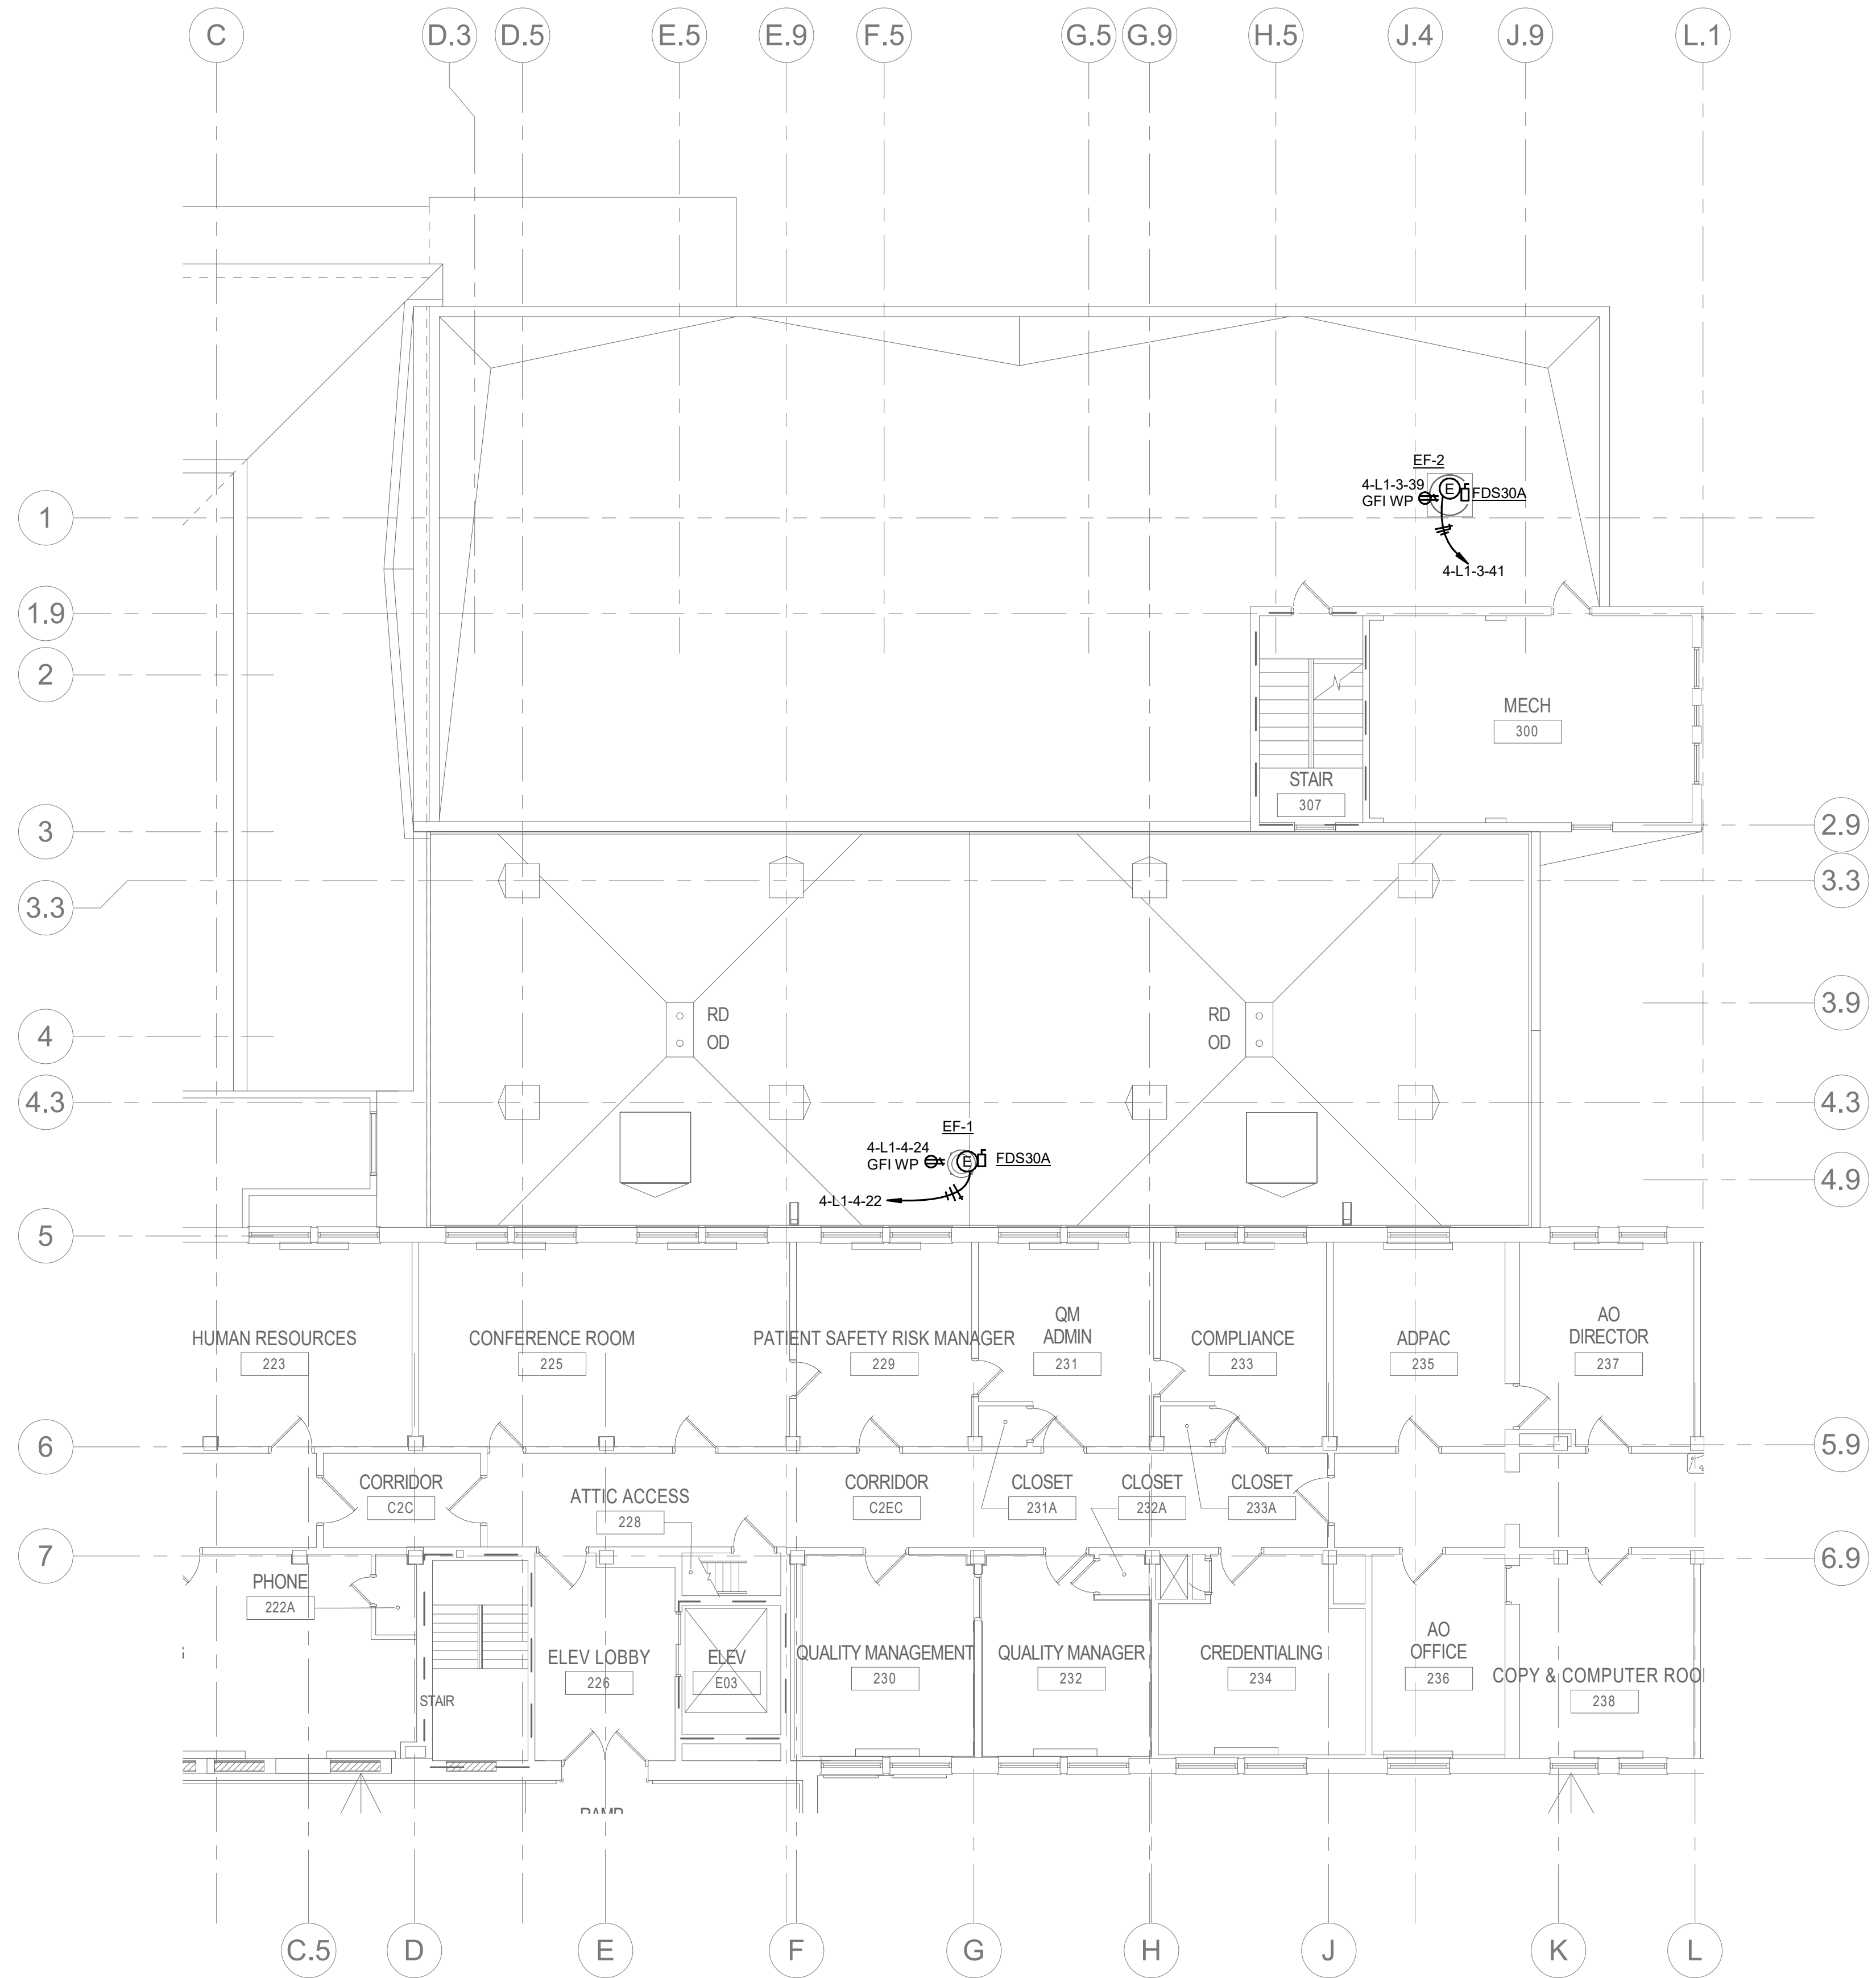 C
D.3
D.5
E.5
E.9
F.5
G.5
G.9
H.5
J.4
J.9
L.1
EF-2
4-L1-3-39
GFI WP
E
FDS30A
4-L1-3-41
1
1.9
2
MECH
300
STAIR
307
3
2.9
3.3
3.3
RD
OD
RD
OD
3.9
4
4.3
4.3
EF-1
4-L1-4-24
GFI WP
E
FDS30A
4-L1-4-22
4.9
5
HUMAN RESOURCES
223
CONFERENCE ROOM
225
PATIENT SAFETY RISK MANAGER
229
QM
ADMIN
231
COMPLIANCE
233
ADPAC
235
AO
DIRECTOR
237
6
5.9
CORRIDOR
C2C
ATTIC ACCESS
228
CORRIDOR
C2EC
CLOSET
231A
CLOSET
232A
CLOSET
233A
7
6.9
PHONE
222A
STAIR
ELEV LOBBY
226
ELEV
E03
QUALITY MANAGEMENT
230
QUALITY MANAGER
232
CREDENTIALING
234
AO
OFFICE
236
COPY & COMPUTER ROO
238
RAMP
C.5
D
E
F
G
H
J
K
L